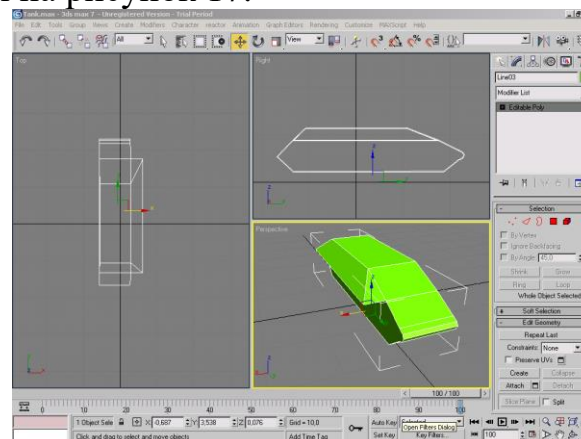 на рисунок 17.
Tank.max - 3ds max 7 - Unregistered Version - Trial Period
File Edit Tools Group Views Create Modifiers Character reactor Animation Graph Editors Rendering Customize MAXScript Help
All View
Top
Right
Perspective
Line03
Modifier List
Editable Poly
Selection
By Vertex
Ignore Backfacing
By Angle: 45,0
Shrink Grow
Ring Loop
Whole Object Selected
Soft Selection
Edit Geometry
Repeat Last
Constraints: None
Preserve UVs
Create Collapse
Attach Detach
Slice Plane Split
100 / 100
0 10 20 30 40 50 60 70 80 90 100
1 Object Sele X: -0,687 Y: 3,538 Z: 0,076 Grid = 10,0 Auto Key Selected
Open Filters Dialog
Click and drag to select and move objects Add Time Tag Set Key Key Filters... 100